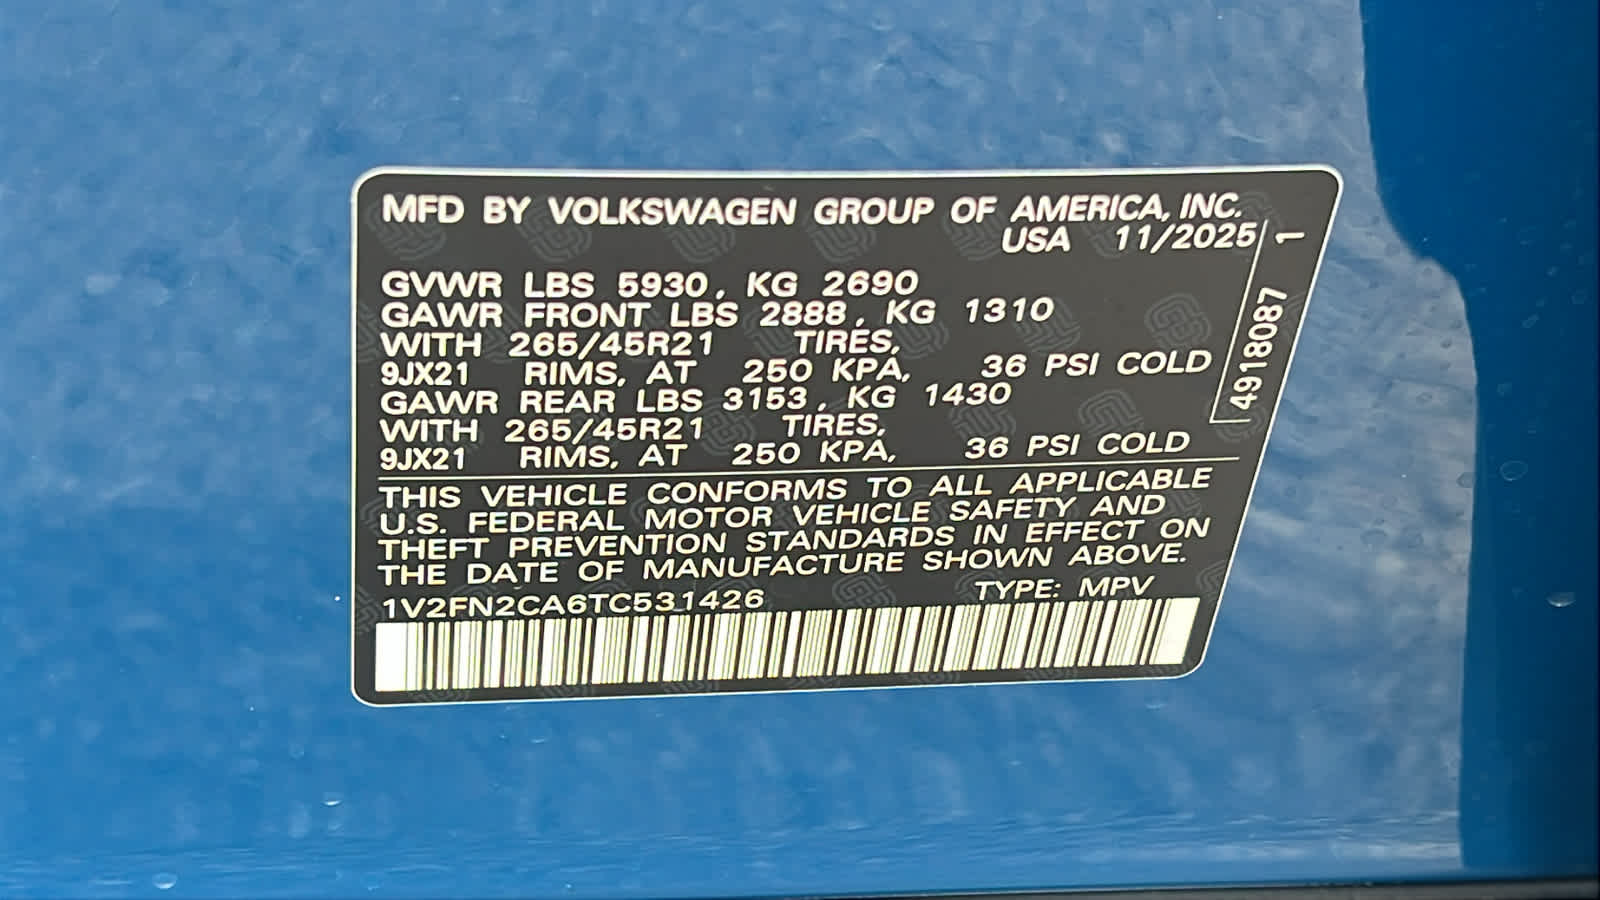 MFD BY VOLKSWAGEN GROUP OF AMERICA, INC.
USA 11/2025
GVWR LBS 5930, KG 2690
GAWR FRONT LBS 2888, KG 1310
WITH 265/45R21 TIRES,
9JX21 RIMS, AT 250 KPA, 36 PSI COLD
GAWR REAR LBS 3153, KG 1430
WITH 265/45R21 TIRES,
9JX21 RIMS, AT 250 KPA, 36 PSI COLD
THIS VEHICLE CONFORMS TO ALL APPLICABLE
U.S. FEDERAL MOTOR VEHICLE SAFETY AND
THEFT PREVENTION STANDARDS IN EFFECT ON
THE DATE OF MANUFACTURE SHOWN ABOVE.
1V2FN2CA6TC531426 TYPE: MPV
4918087 1